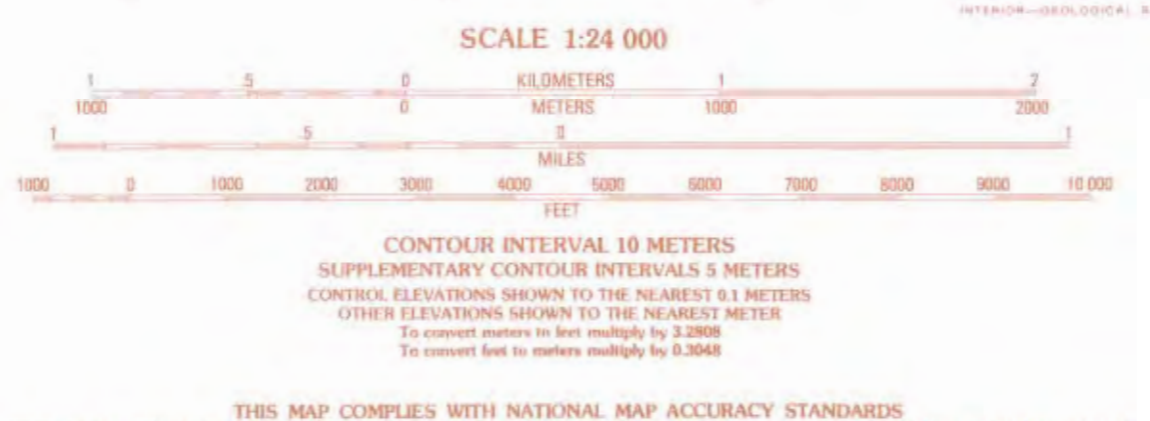 INTERIOR—GEOLOGICAL
SCALE 1:24 000
1 .5 0 KILOMETERS 1 2
1000 0 METERS 1000 2000
1 .5 0 1
MILES
1000 0 1000 2000 3000 4000 5000 6000 7000 8000 9000 10 000
FEET
CONTOUR INTERVAL 10 METERS
SUPPLEMENTARY CONTOUR INTERVALS 5 METERS
CONTROL ELEVATIONS SHOWN TO THE NEAREST 0.1 METERS
OTHER ELEVATIONS SHOWN TO THE NEAREST METER
To convert meters to feet multiply by 3.2808
To convert feet to meters multiply by 0.3048
THIS MAP COMPLIES WITH NATIONAL MAP ACCURACY STANDARDS